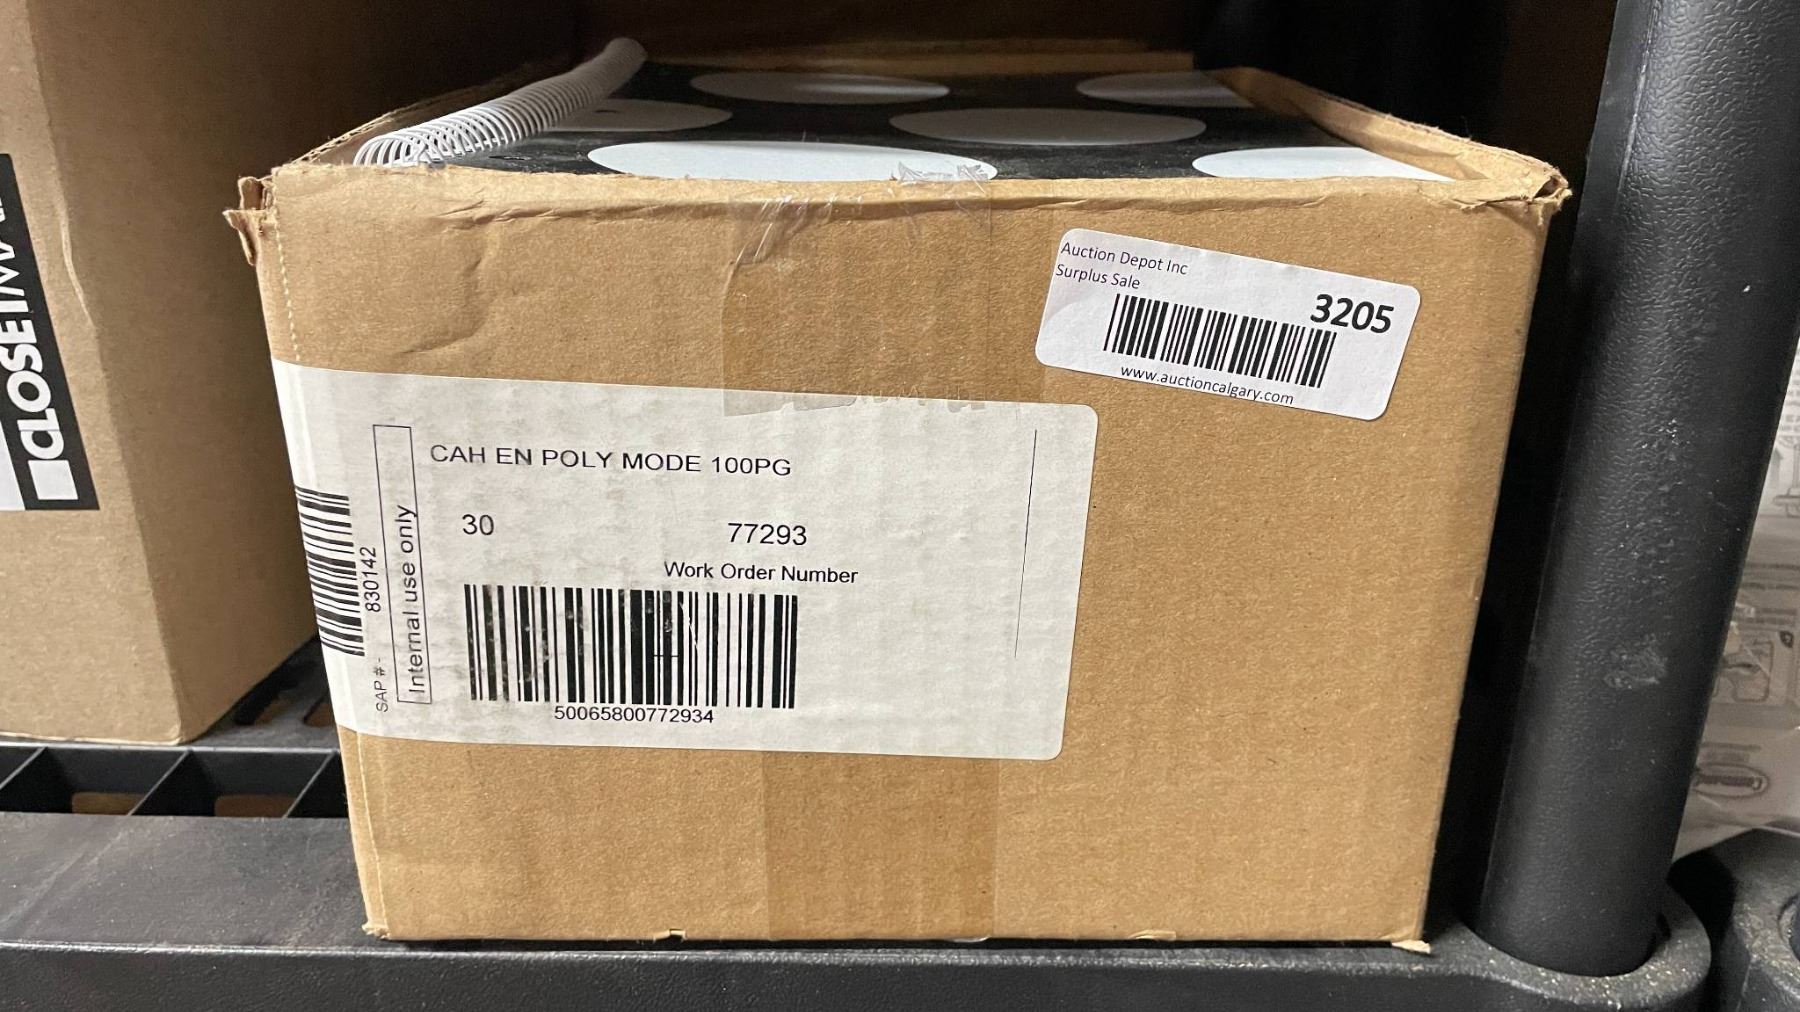 Auction Depot Inc
Surplus Sale
3205
www.auctioncalgary.com
CAH EN POLY MODE 100PG
30
77293
Work Order Number
50065800772934
Internal use only
SAP # - 830142